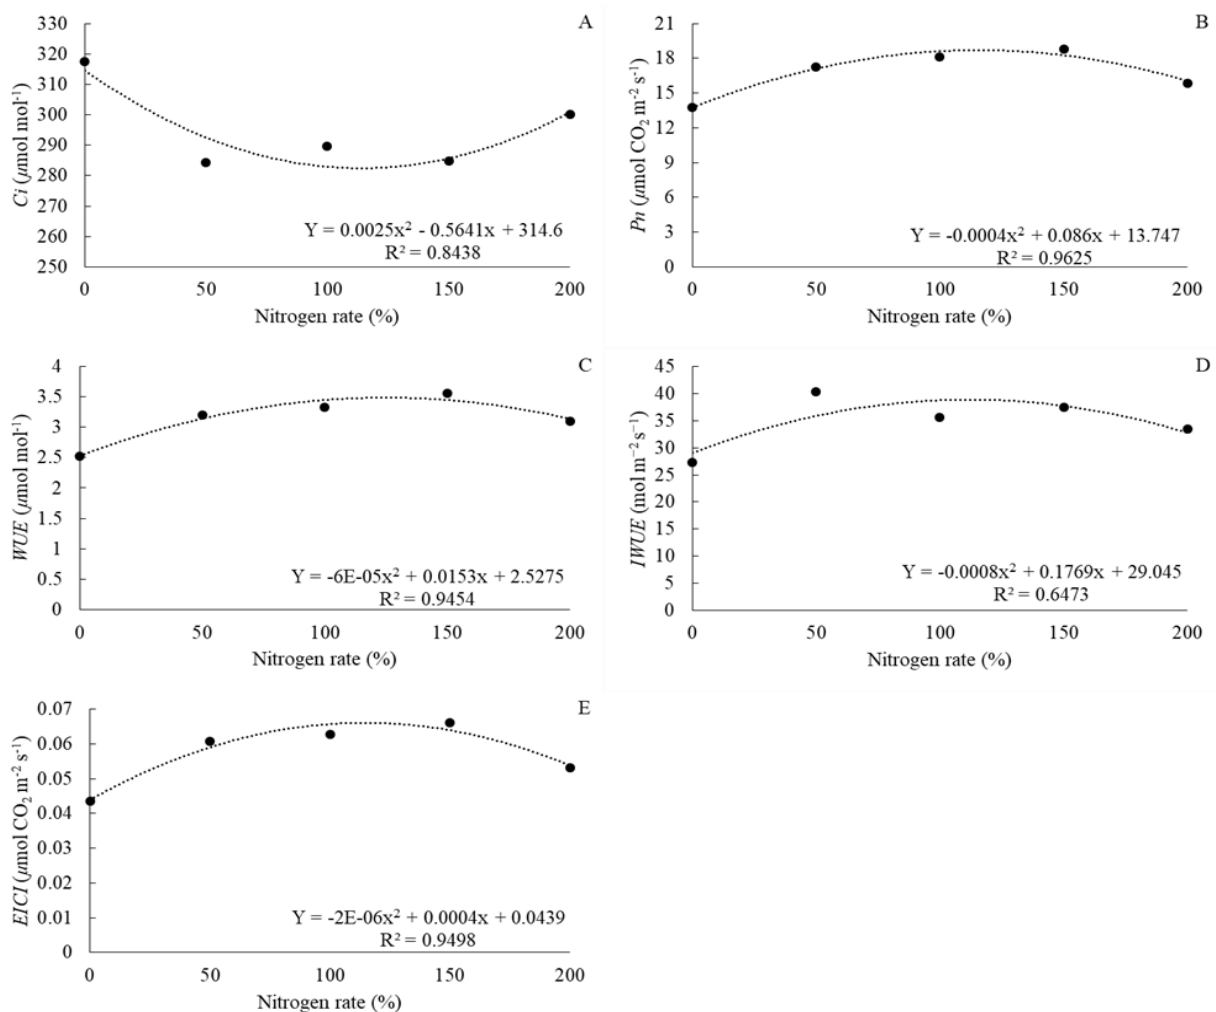 A
330
320
310
300
290
280
270
260
250
Ci (µmol mol⁻¹)
Y = 0.0025x² - 0.5641x + 314.6
R² = 0.8438
0 50 100 150 200
Nitrogen rate (%)
B
21
18
15
12
9
6
3
0
Pn (µmol CO₂ m⁻² s⁻¹)
Y = -0.0004x² + 0.086x + 13.747
R² = 0.9625
0 50 100 150 200
Nitrogen rate (%)
C
4
3.5
3
2.5
2
1.5
1
0.5
0
WUE (µmol mol⁻¹)
Y = -6E-05x² + 0.0153x + 2.5275
R² = 0.9454
0 50 100 150 200
Nitrogen rate (%)
D
45
40
35
30
25
20
15
10
5
0
IWUE (mol m⁻² s⁻¹)
Y = -0.0008x² + 0.1769x + 29.045
R² = 0.6473
0 50 100 150 200
Nitrogen rate (%)
E
0.07
0.06
0.05
0.04
0.03
0.02
0.01
0
EICI (µmol CO₂ m⁻² s⁻¹)
Y = -2E-06x² + 0.0004x + 0.0439
R² = 0.9498
0 50 100 150 200
Nitrogen rate (%)